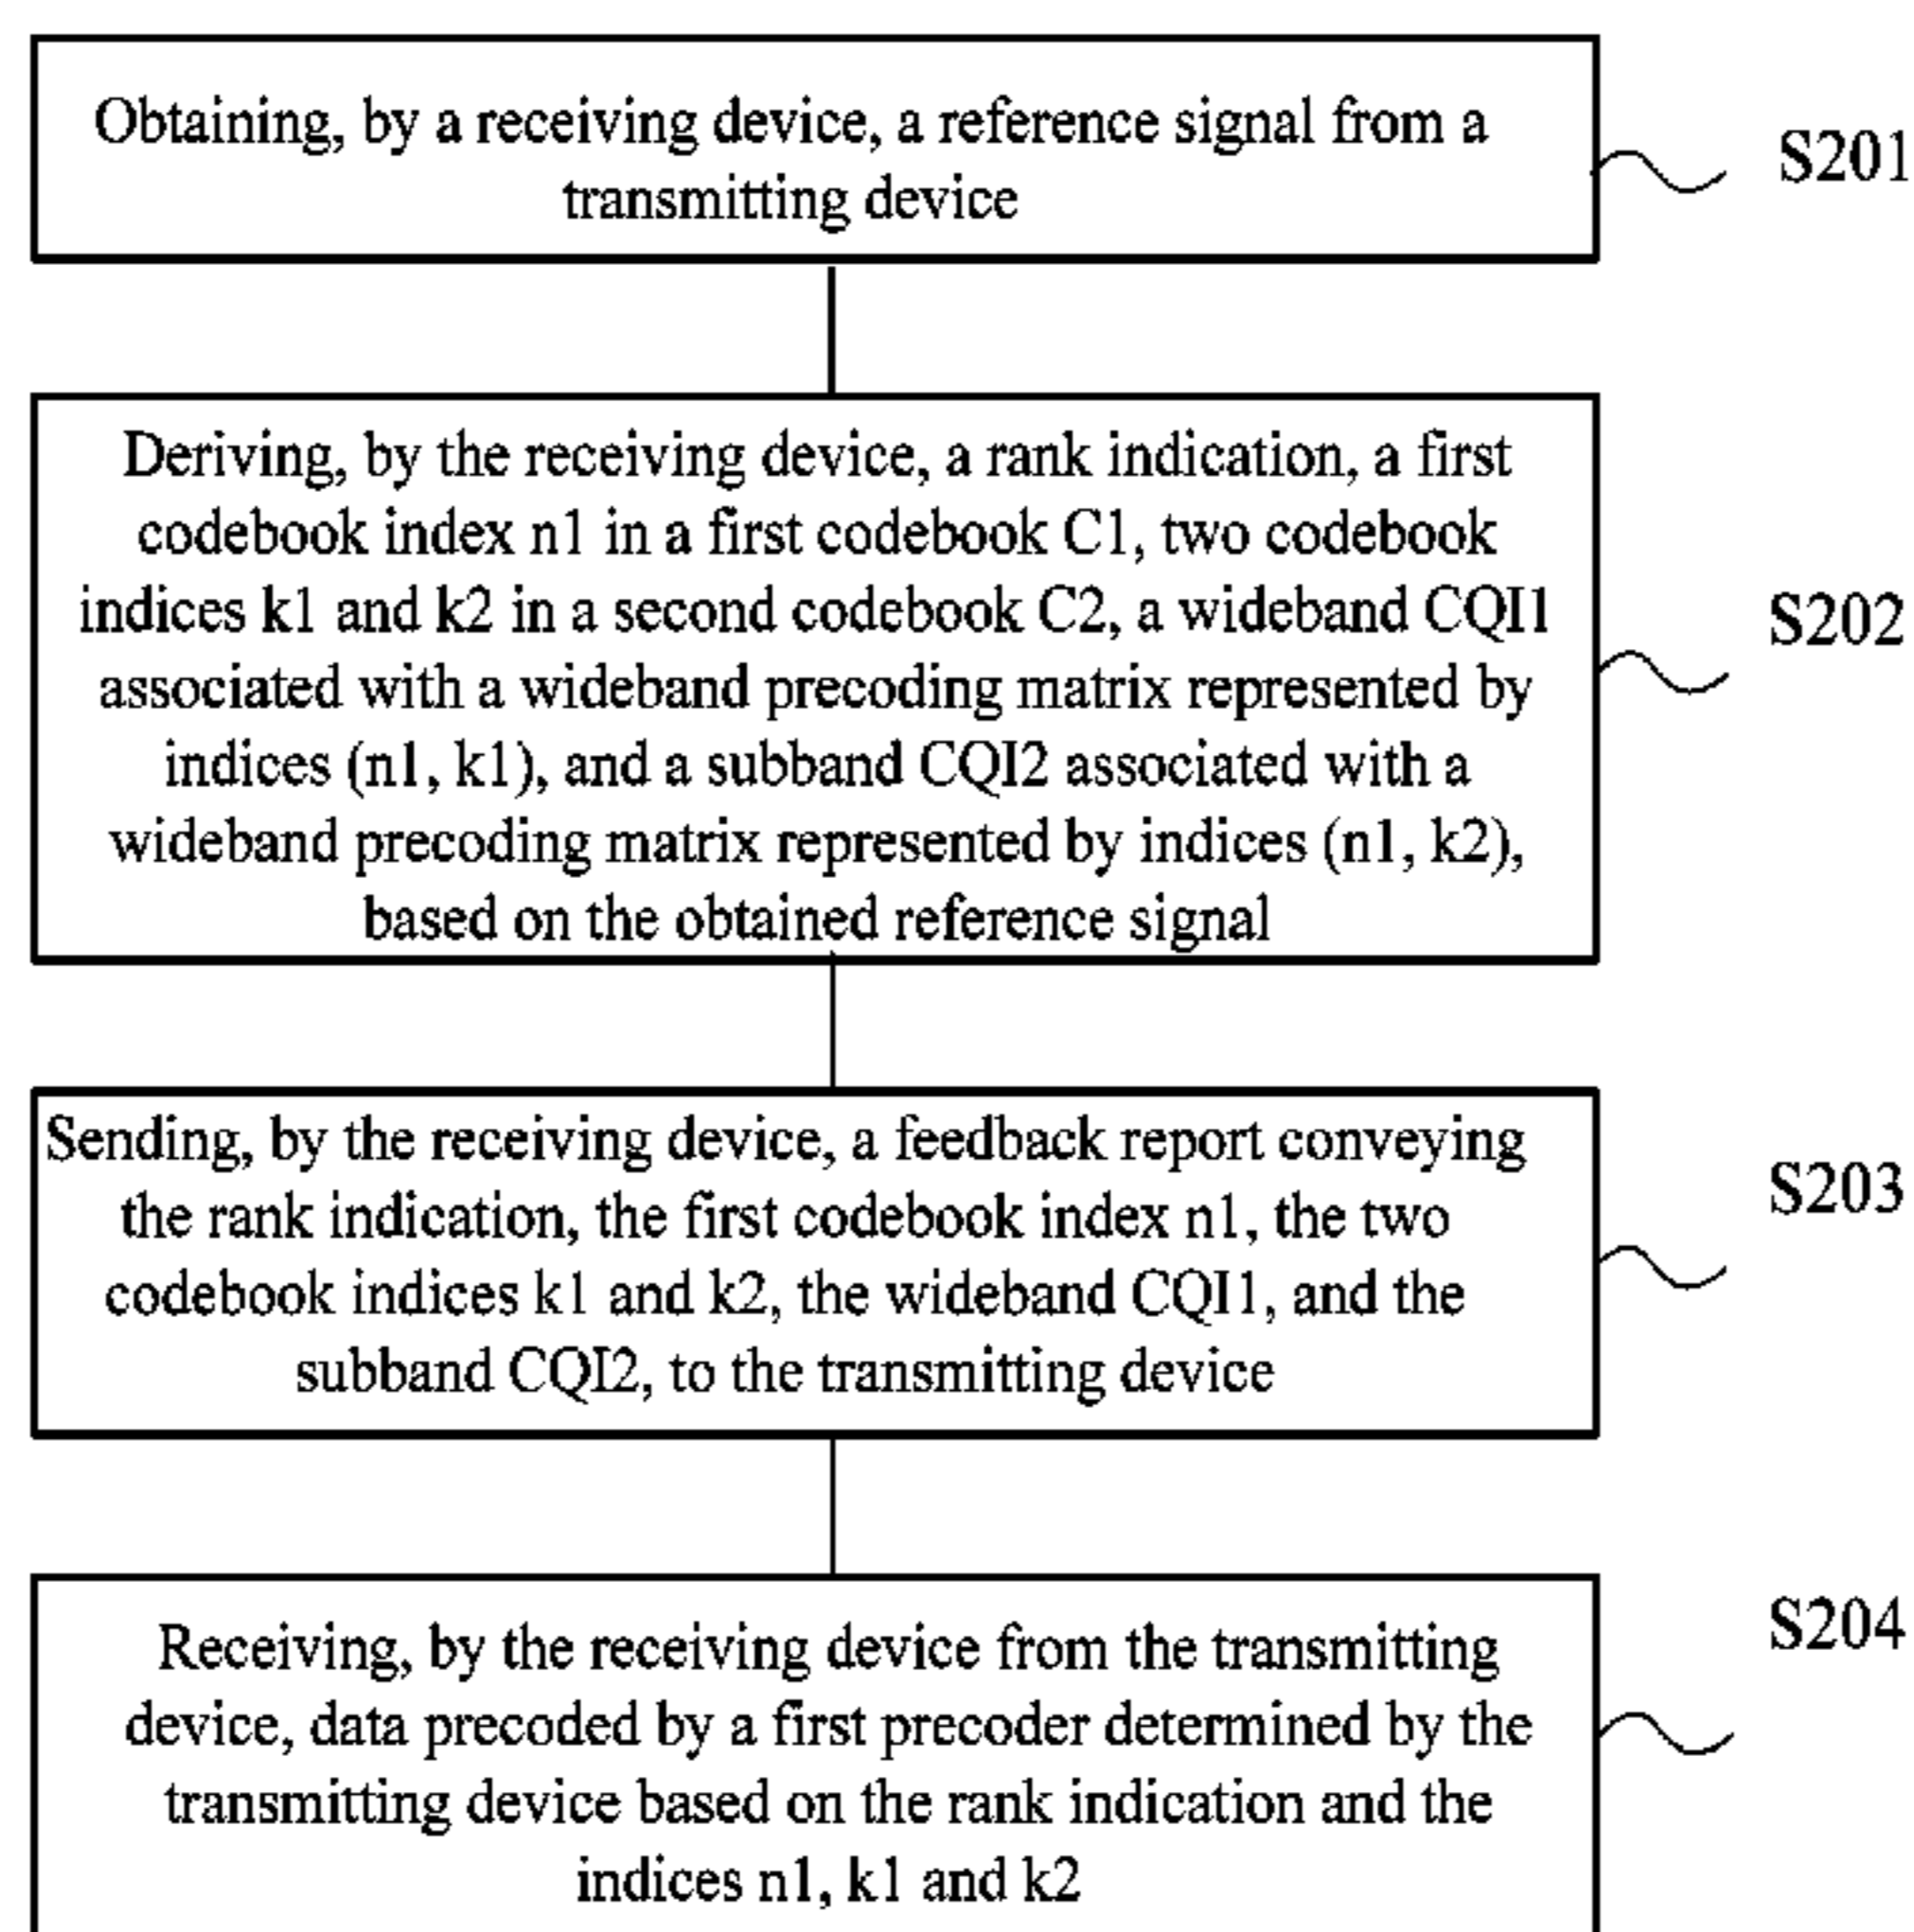 Obtaining, by a receiving device, a reference signal from a
transmitting device
S201
Deriving, by the receiving device, a rank indication, a first
codebook index n1 in a first codebook C1, two codebook
indices k1 and k2 in a second codebook C2, a wideband CQI1
associated with a wideband precoding matrix represented by
indices (n1, k1), and a subband CQI2 associated with a
wideband precoding matrix represented by indices (n1, k2),
based on the obtained reference signal
S202
Sending, by the receiving device, a feedback report conveying
the rank indication, the first codebook index n1, the two
codebook indices k1 and k2, the wideband CQI1, and the
subband CQI2, to the transmitting device
S203
Receiving, by the receiving device from the transmitting
device, data precoded by a first precoder determined by the
transmitting device based on the rank indication and the
indices n1, k1 and k2
S204